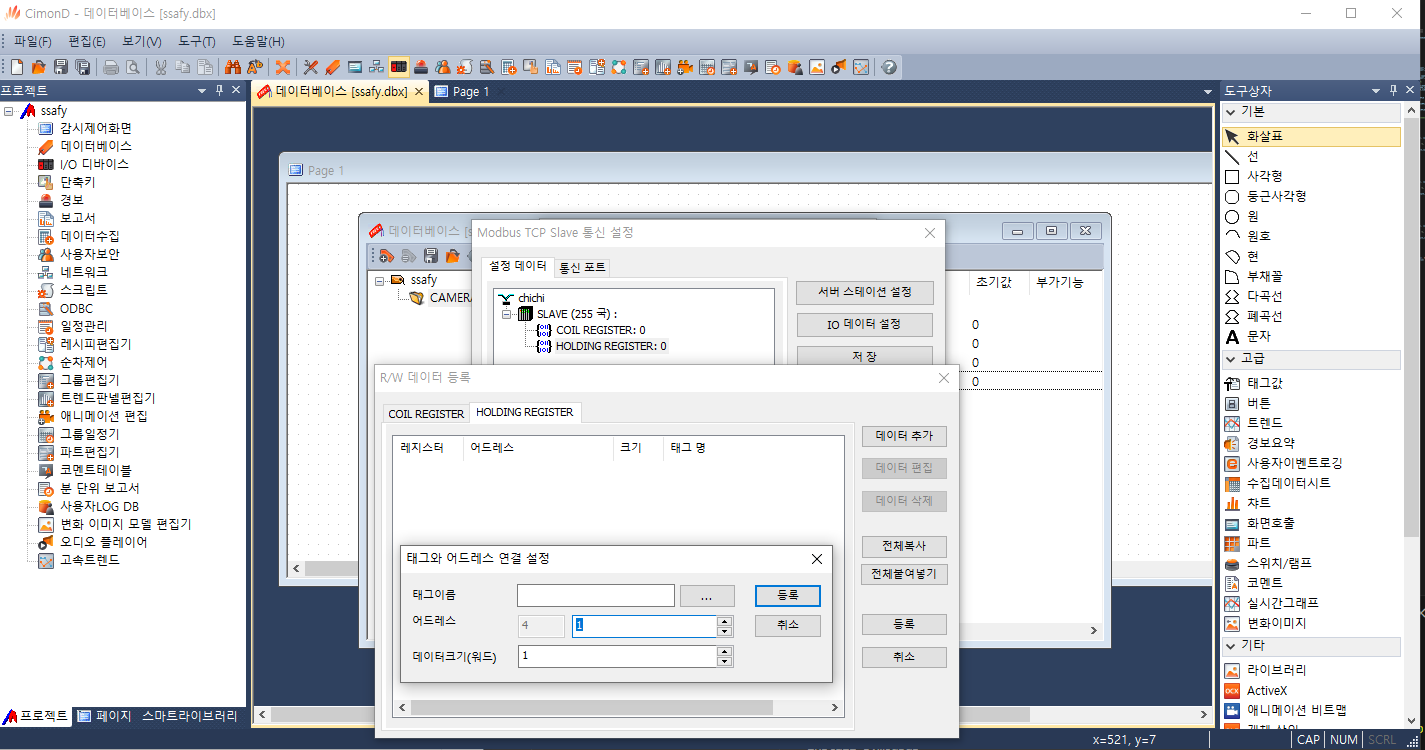 CimonD - 데이터베이스 [ssafy.dbx]
파일(F) 편집(E) 보기(V) 도구(T) 도움말(H)
프로젝트
ssafy
감시제어화면
데이터베이스
I/O 디바이스
단축키
경보
보고서
데이터수집
사용자보안
네트워크
스크립트
ODBC
일정관리
레시피편집기
순차제어
그룹편집기
트렌드판넬편집기
애니메이션 편집
그룹일정기
파트편집기
코멘트테이블
분 단위 보고서
사용자LOG DB
변화 이미지 모델 편집기
오디오 플레이어
고속트렌드
프로젝트 페이지 스마트라이브러리
데이터베이스 [ssafy.dbx] Page 1
Page 1
데이터베이스
ssafy
초기값 부가기능
0
0
0
0
Modbus TCP Slave 통신 설정
설정 데이터 통신 포트
chichi
SLAVE (255 국) :
COIL REGISTER: 0
HOLDING REGISTER: 0
서버 스테이션 설정
IO 데이터 설정
저 장
R/W 데이터 등록
COIL REGISTER HOLDING REGISTER
레지스터 어드레스 크기 태그 명
데이터 추가
데이터 편집
데이터 삭제
전체복사
전체붙여넣기
등록
취소
태그와 어드레스 연결 설정
태그이름 ... 등록
어드레스 4 1 취소
데이터크기(워드) 1
도구상자
기본
화살표
선
사각형
둥근사각형
원
원호
현
부채꼴
다곡선
폐곡선
문자
고급
태그값
버튼
트렌드
경보요약
사용자이벤트로깅
수집데이터시트
챠트
화면호출
파트
스위치/램프
코멘트
실시간그래프
변화이미지
기타
라이브러리
ActiveX
애니메이션 비트맵
x=521, y=7
CAP NUM SCRL